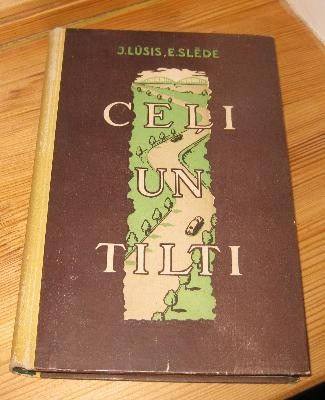 J.LŪSIS, E.SLĒDE
CEĻI
UN
TILTI